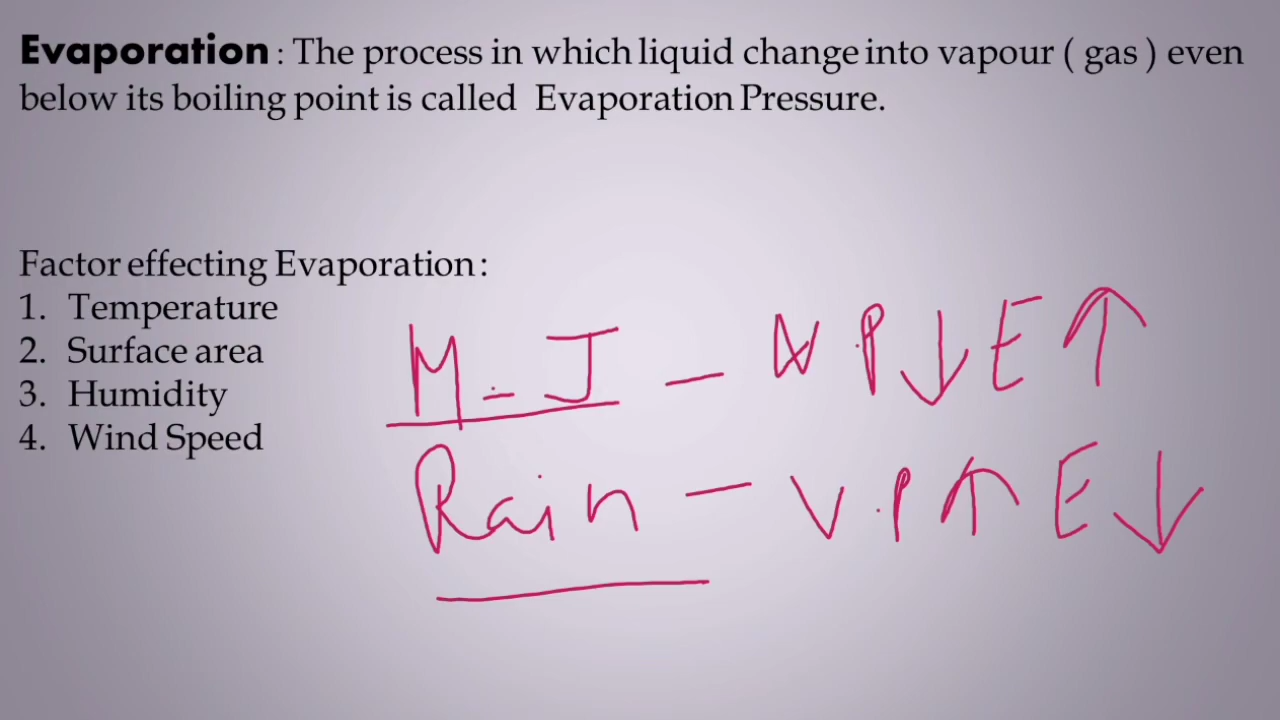 Evaporation : The process in which liquid change into vapour ( gas ) even
below its boiling point is called Evaporation Pressure.
Factor effecting Evaporation :
1. Temperature
2. Surface area
3. Humidity
4. Wind Speed
M - J - V P ↓ E ↑
Rain - V.P ↑ E ↓